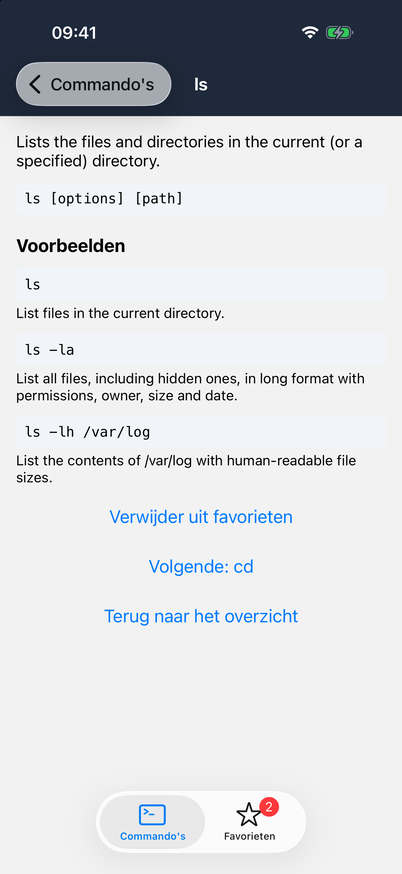 09:41
Commando's
ls
Lists the files and directories in the current (or a
specified) directory.
ls [options] [path]
Voorbeelden
ls
List files in the current directory.
ls -la
List all files, including hidden ones, in long format with
permissions, owner, size and date.
ls -lh /var/log
List the contents of /var/log with human-readable file
sizes.
Verwijder uit favorieten
Volgende: cd
Terug naar het overzicht
2
Commando's
Favorieten